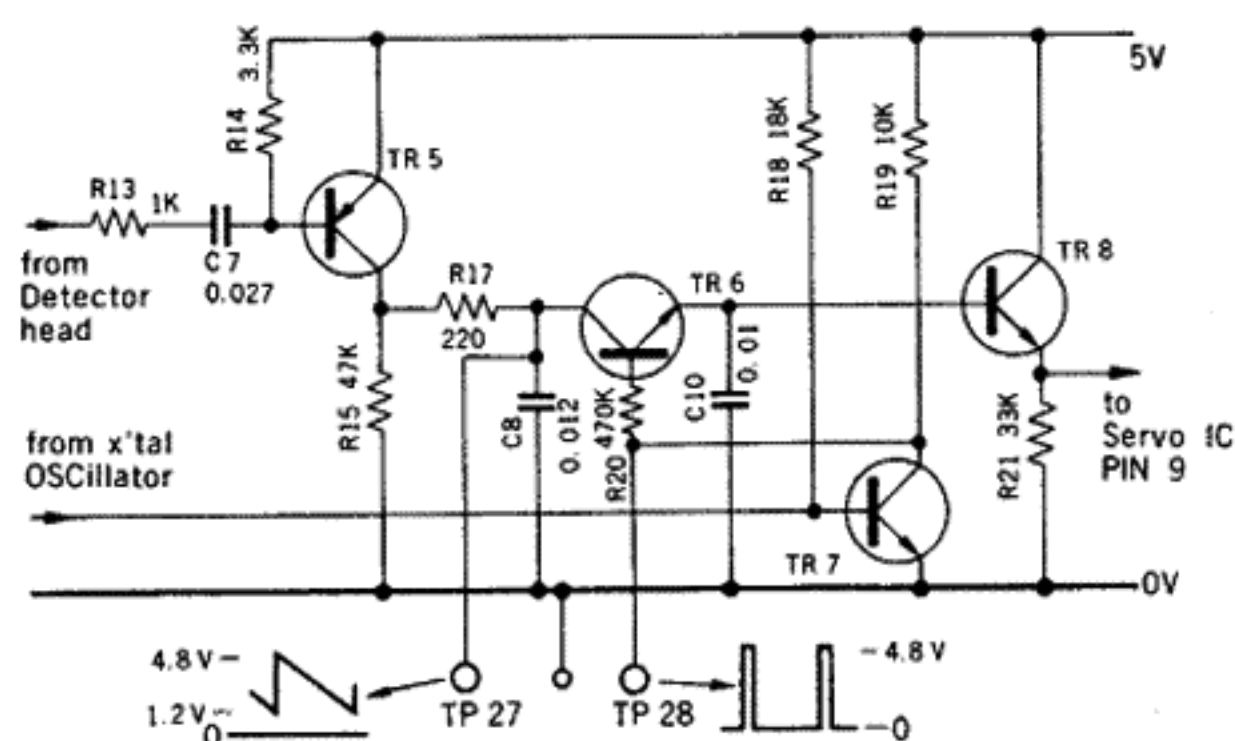 5V
R14 3.3K
TR 5
R13
1K
from
Detector
head
C7
0.027
R17
220
TR 6
R18 18K
R19 10K
TR 8
R15 47K
C8
0.012
R20 470K
C10
0.01
to
Servo IC
PIN 9
R21 33K
from x'tal
OSCillator
TR 7
0V
4.8V
1.2V
0
TP 27
TP 28
4.8V
0